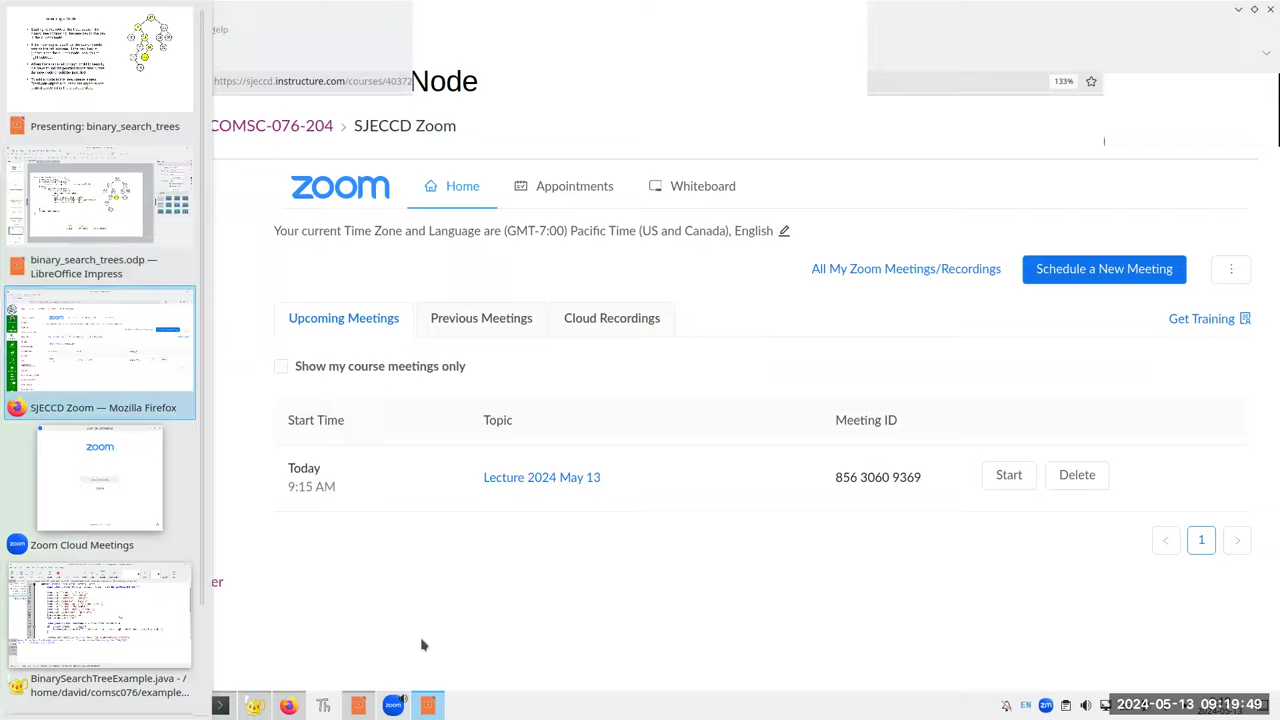 Presenting: binary_search_trees
binary_search_trees.odp —
LibreOffice Impress
SJECCD Zoom — Mozilla Firefox
zoom
Zoom Cloud Meetings
BinarySearchTreeExample.java - /
home/david/comsc076/example...
Help
https://sjeccd.instructure.com/courses/40372
Node
133%
COMSC-076-204 › SJECCD Zoom
zoom
Home
Appointments
Whiteboard
Your current Time Zone and Language are (GMT-7:00) Pacific Time (US and Canada), English
All My Zoom Meetings/Recordings
Schedule a New Meeting
Upcoming Meetings
Previous Meetings
Cloud Recordings
Get Training
Show my course meetings only
Start Time Topic Meeting ID
Today
9:15 AM
Lecture 2024 May 13
856 3060 9369
Start
Delete
< 1 >
er
Th
zoom
EN
zm
2024-05-13 09:19:49